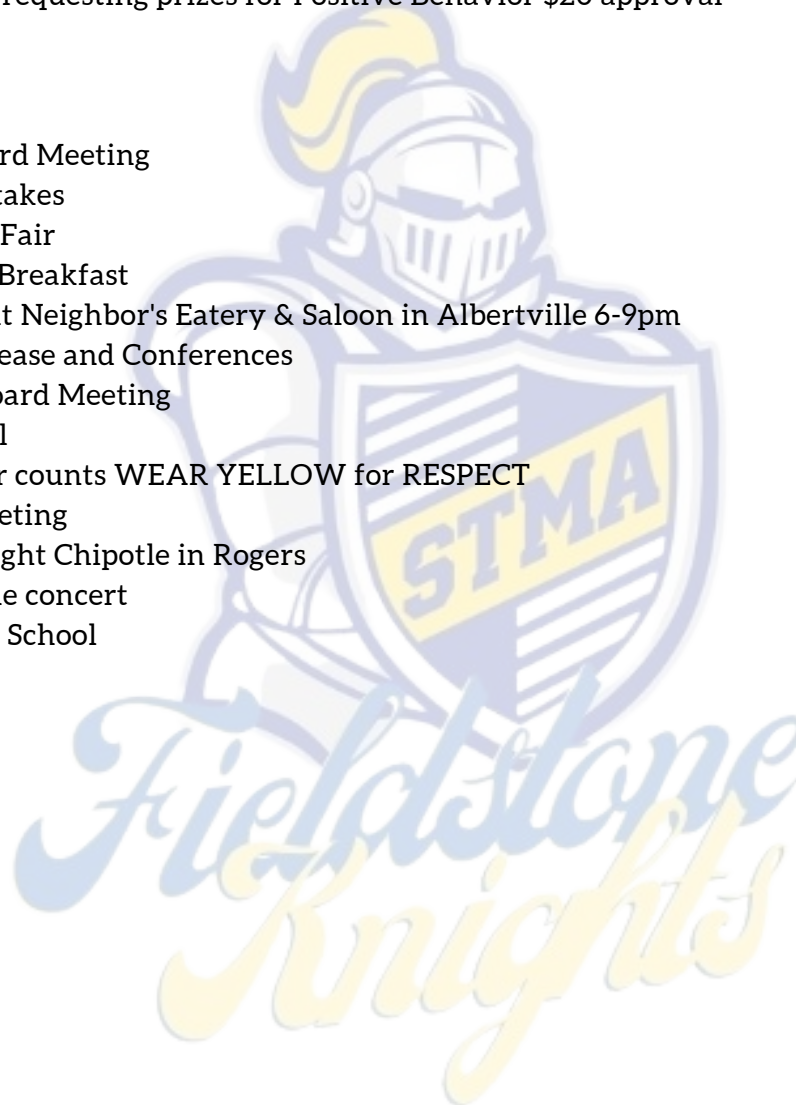 requesting prizes for Positive Behavior $20 approval
rd Meeting
takes
Fair
Breakfast
t Neighbor's Eatery & Saloon in Albertville 6-9pm
ease and Conferences
oard Meeting
l
r counts WEAR YELLOW for RESPECT
eting
ght Chipotle in Rogers
e concert
School
STMA
Fieldstone
Knights